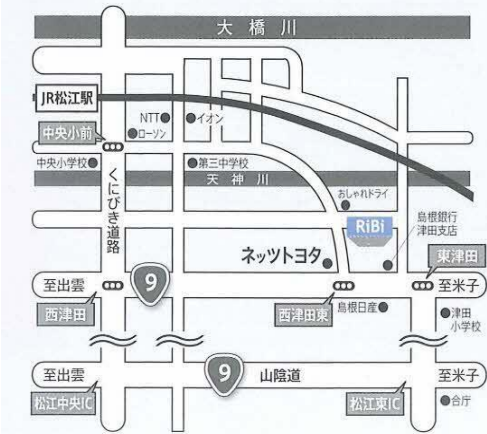 大橋川
JR松江駅
NTT
イオン
ローソン
中央小前
中央小学校
第三中学校
天神川
くにびき道路
おしゃれドライ
RiBi
島根銀行
津田支店
ネッツトヨタ
東津田
至出雲
9
至米子
西津田
西津田東
島根日産
津田
小学校
至出雲
9
山陰道
至米子
松江中央IC
松江東IC
合庁